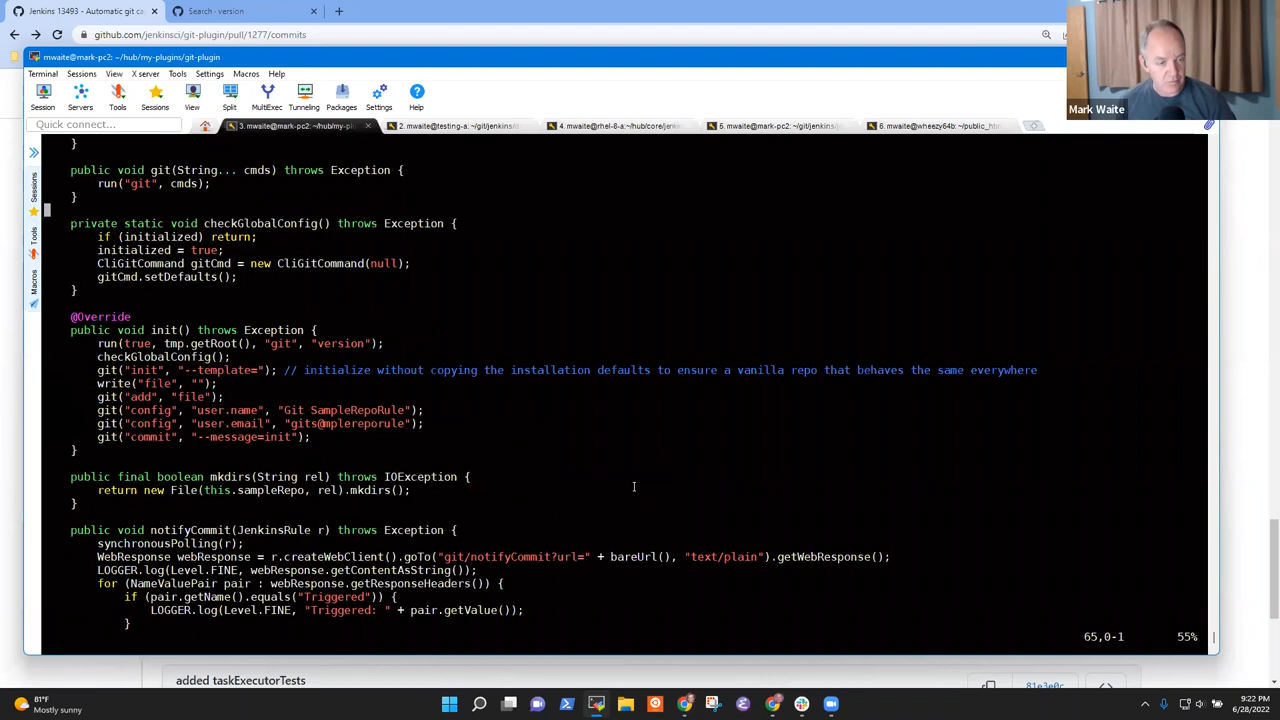 Jenkins 13493 - Automatic git ca
Search · version
github.com/jenkinsci/git-plugin/pull/1277/commits
mwaite@mark-pc2: ~/hub/my-plugins/git-plugin
Terminal Sessions View X server Tools Settings Macros Help
Session Servers Tools Sessions View Split MultiExec Tunneling Packages Settings Help
Quick connect...
3. mwaite@mark-pc2:~/hub/my-plu
2. mwaite@testing-a: ~/git/jenkins/d
4. mwaite@rhel-8-a:~/hub/core/jenkin
5. mwaite@mark-pc2: ~/git/jenkins/
6. mwaite@wheezy64b: ~/public_htm
Mark Waite
Sessions
Tools
Macros
}
public void git(String... cmds) throws Exception {
run("git", cmds);
}
private static void checkGlobalConfig() throws Exception {
if (initialized) return;
initialized = true;
CliGitCommand gitCmd = new CliGitCommand(null);
gitCmd.setDefaults();
}
@Override
public void init() throws Exception {
run(true, tmp.getRoot(), "git", "version");
checkGlobalConfig();
git("init", "--template="); // initialize without copying the installation defaults to ensure a vanilla repo that behaves the same everywhere
write("file", "");
git("add", "file");
git("config", "user.name", "Git SampleRepoRule");
git("config", "user.email", "gits@mplereporule");
git("commit", "--message=init");
}
public final boolean mkdirs(String rel) throws IOException {
return new File(this.sampleRepo, rel).mkdirs();
}
public void notifyCommit(JenkinsRule r) throws Exception {
synchronousPolling(r);
WebResponse webResponse = r.createWebClient().goTo("git/notifyCommit?url=" + bareUrl(), "text/plain").getWebResponse();
LOGGER.log(Level.FINE, webResponse.getContentAsString());
for (NameValuePair pair : webResponse.getResponseHeaders()) {
if (pair.getName().equals("Triggered")) {
LOGGER.log(Level.FINE, "Triggered: " + pair.getValue());
}
65,0-1 55%
added taskExecutorTests
81e3e0c
81°F
Mostly sunny
9:22 PM
6/28/2022